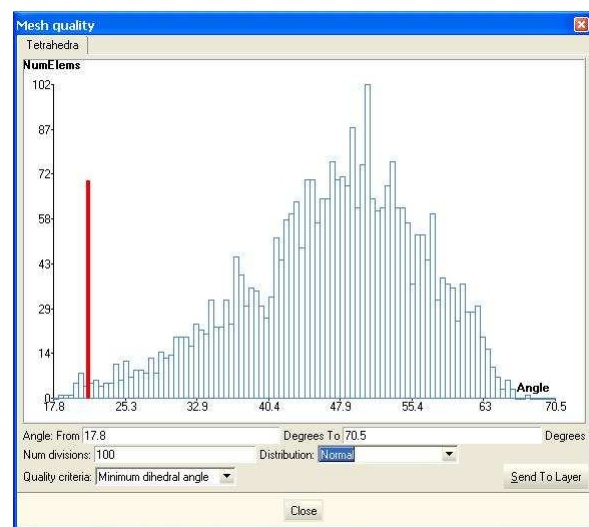 Mesh quality
Tetrahedra
NumElems
102
87
72
58
43
29
14
0
17.8 25.3 32.9 40.4 47.9 55.4 63 70.5
Angle
Angle: From 17.8 Degrees To 70.5 Degrees
Num divisions: 100 Distribution: Normal
Quality criteria: Minimum dihedral angle Send To Layer
Close